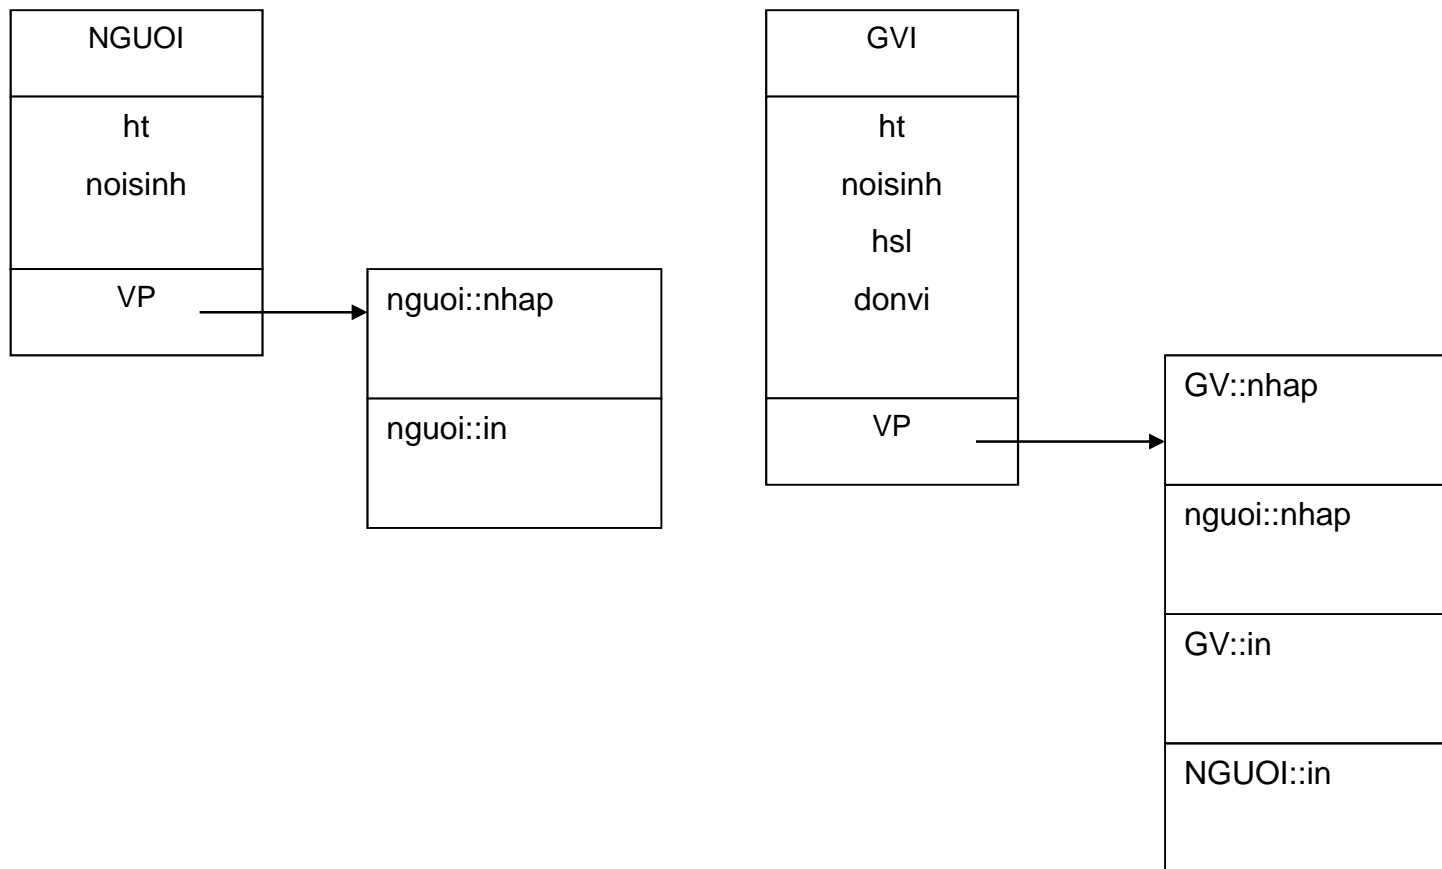 NGUOI
ht
noisinh
VP
nguoi::nhap
nguoi::in
GVI
ht
noisinh
hsl
donvi
VP
GV::nhap
nguoi::nhap
GV::in
NGUOI::in